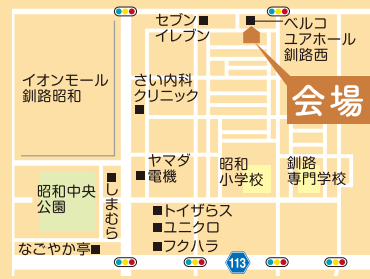 セブン
イレブン
ベルコ
ユアホール
釧路西
会場
イオンモール
釧路昭和
さい内科
クリニック
ヤマダ
電機
昭和
小学校
釧路
専門学校
昭和中央
公園
しまむら
トイザらス
ユニクロ
フクハラ
なごやか亭
113